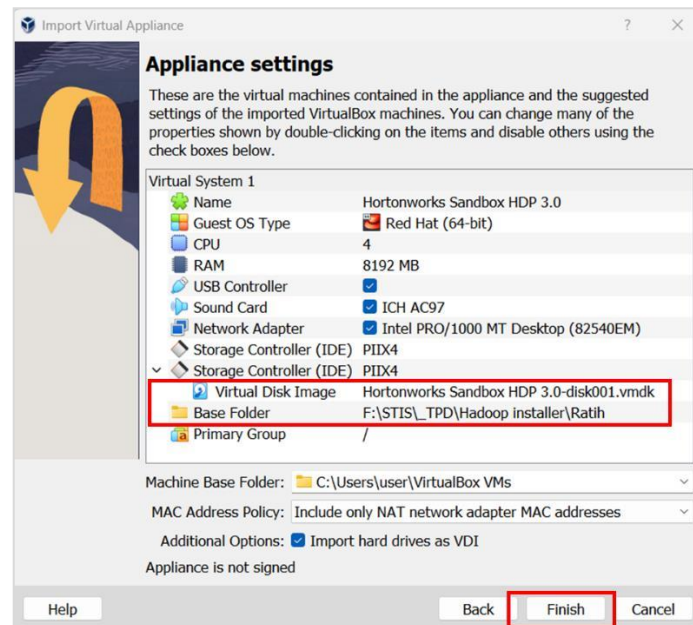 Import Virtual Appliance ? ×
Appliance settings
These are the virtual machines contained in the appliance and the suggested
settings of the imported VirtualBox machines. You can change many of the
properties shown by double-clicking on the items and disable others using the
check boxes below.
Virtual System 1
Name Hortonworks Sandbox HDP 3.0
Guest OS Type Red Hat (64-bit)
CPU 4
RAM 8192 MB
USB Controller
Sound Card ICH AC97
Network Adapter Intel PRO/1000 MT Desktop (82540EM)
Storage Controller (IDE) PIIX4
Storage Controller (IDE) PIIX4
Virtual Disk Image Hortonworks Sandbox HDP 3.0-disk001.vmdk
Base Folder F:\STIS\_TPD\Hadoop installer\Ratih
Primary Group /
Machine Base Folder: C:\Users\user\VirtualBox VMs
MAC Address Policy: Include only NAT network adapter MAC addresses
Additional Options: Import hard drives as VDI
Appliance is not signed
Help Back Finish Cancel